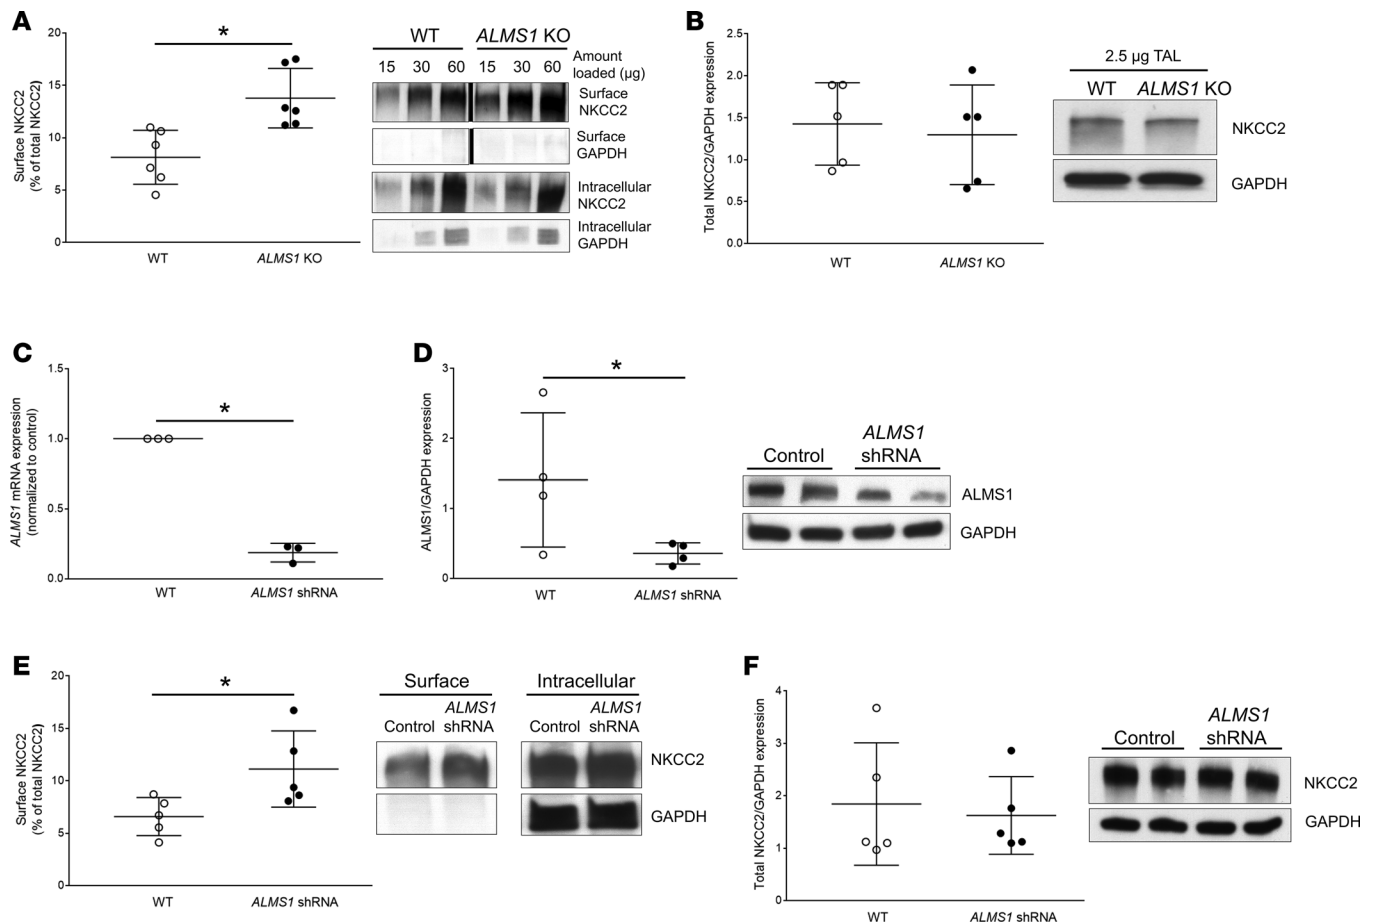 A
Surface NKCC2
(% of total NKCC2)
20
15
10
5
0
*
WT
ALMS1 KO
WT
ALMS1 KO
15
30
60
15
30
60
Amount
loaded (µg)
Surface
NKCC2
Surface
GAPDH
Intracellular
NKCC2
Intracellular
GAPDH
B
Total NKCC2/GAPDH expression
2.5
2.0
1.5
1.0
0.5
0.0
WT
ALMS1 KO
2.5 µg TAL
WT
ALMS1 KO
NKCC2
GAPDH
C
ALMS1 mRNA expression
(normalized to control)
1.5
1.0
0.5
0.0
*
WT
ALMS1 shRNA
D
ALMS1/GAPDH expression
3
2
1
0
*
WT
ALMS1 shRNA
Control
ALMS1
shRNA
ALMS1
GAPDH
E
Surface NKCC2
(% of total NKCC2)
20
15
10
5
0
*
WT
ALMS1 shRNA
Surface
Intracellular
Control
ALMS1
shRNA
Control
ALMS1
shRNA
NKCC2
GAPDH
F
Total NKCC2/GAPDH expression
4
3
2
1
0
WT
ALMS1 shRNA
Control
ALMS1
shRNA
NKCC2
GAPDH